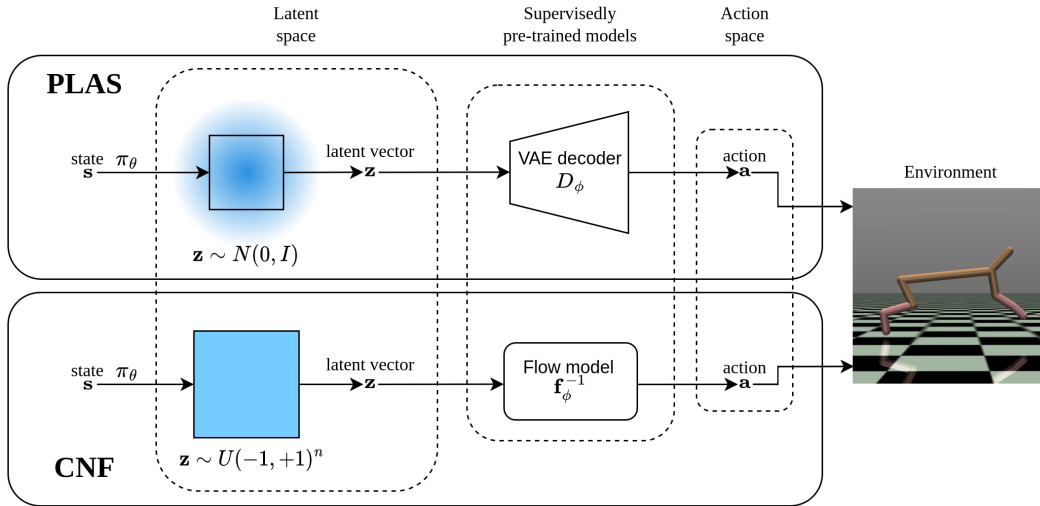 Latent
space
Supervisedly
pre-trained models
Action
space
PLAS
state
s
π_θ
latent vector
z
VAE decoder
D_ϕ
action
a
z ∼ N(0, I)
Environment
state
s
π_θ
latent vector
z
Flow model
f_ϕ^{-1}
action
a
z ∼ U(−1, +1)^n
CNF